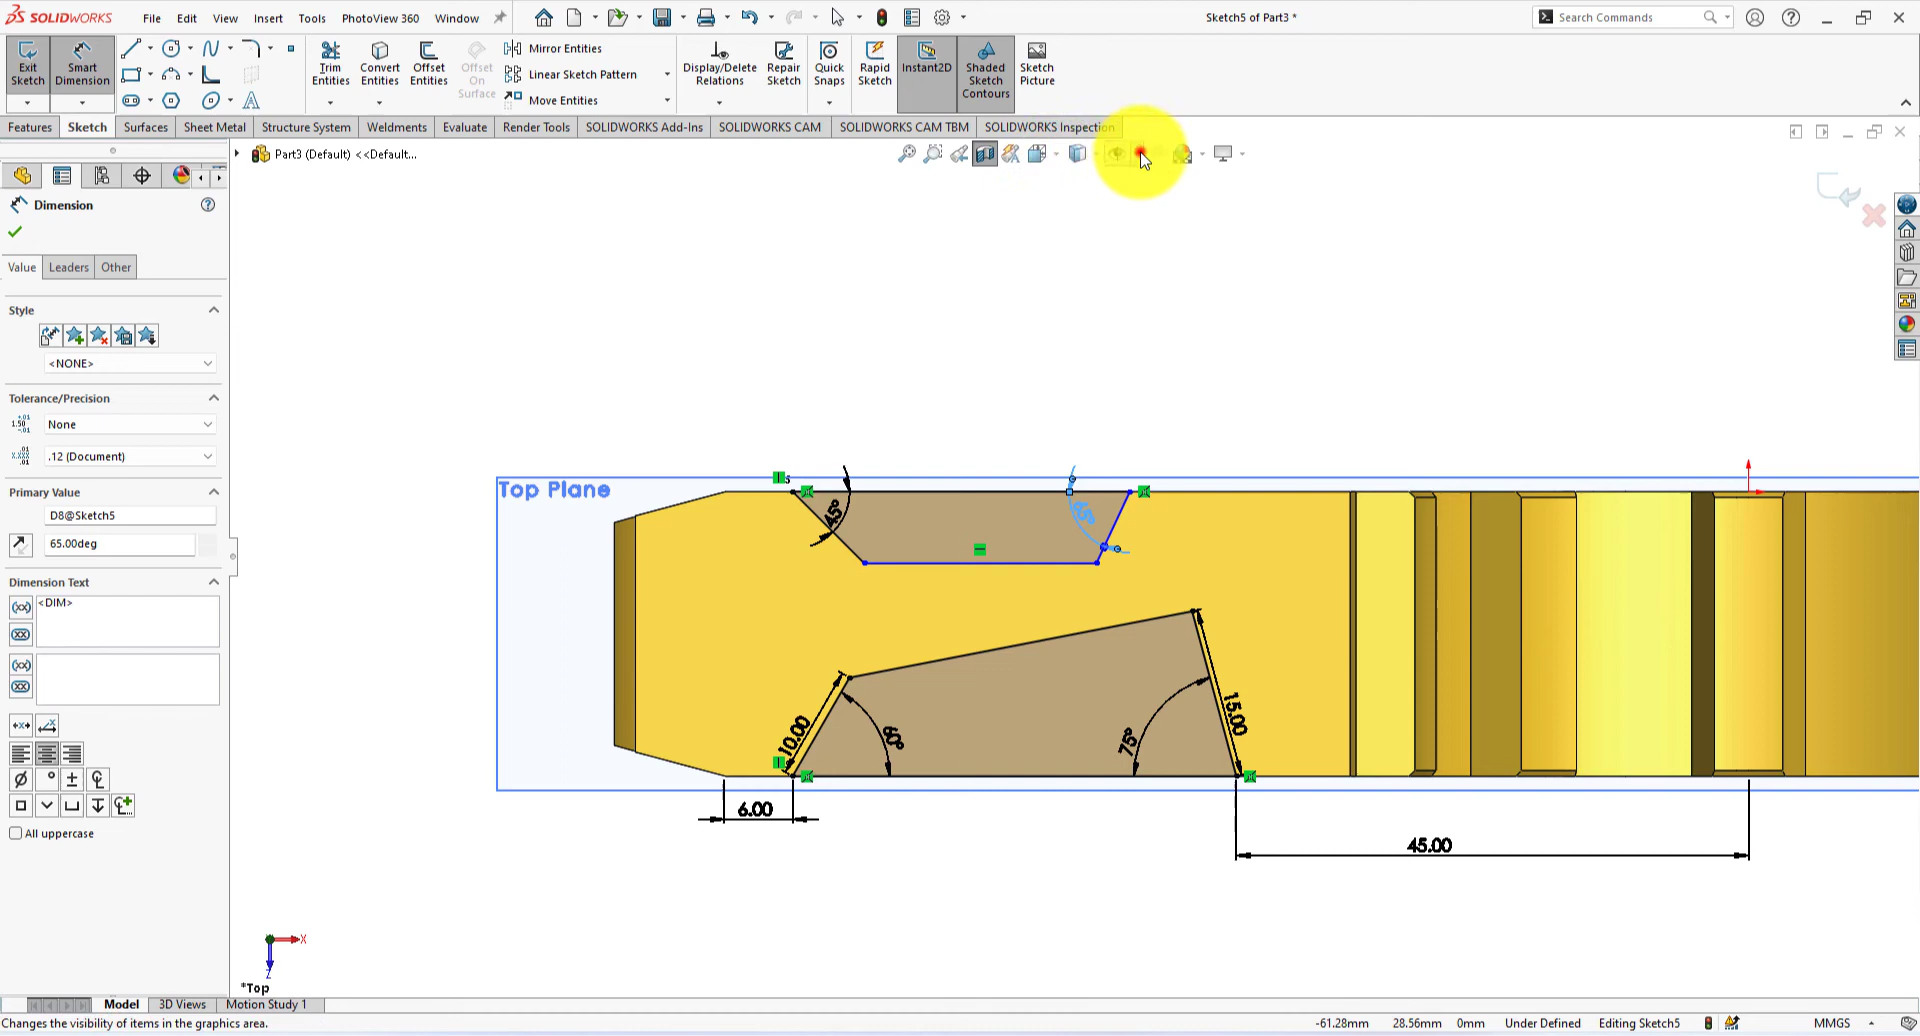 SOLIDWORKS
File
Edit
View
Insert
Tools
PhotoView 360
Window
Sketch5 of Part3 *
Search Commands
Exit
Sketch
Smart
Dimension
Trim
Entities
Convert
Entities
Offset
Entities
Offset
On
Surface
Mirror Entities
Linear Sketch Pattern
Move Entities
Display/Delete
Relations
Repair
Sketch
Quick
Snaps
Rapid
Sketch
Instant2D
Shaded
Sketch
Contours
Sketch
Picture
Features
Sketch
Surfaces
Sheet Metal
Structure System
Weldments
Evaluate
Render Tools
SOLIDWORKS Add-Ins
SOLIDWORKS CAM
SOLIDWORKS CAM TBM
SOLIDWORKS Inspection
Part3 (Default) <<Default...
Dimension
Value
Leaders
Other
Style
<NONE>
Tolerance/Precision
None
.12 (Document)
Primary Value
D8@Sketch5
65.00deg
Dimension Text
<DIM>
All uppercase
Top Plane
45°
65°
10.00
60°
75°
15.00
6.00
45.00
X
Z
*Top
Model
3D Views
Motion Study 1
Changes the visibility of items in the graphics area.
-61.28mm
28.56mm
0mm
Under Defined
Editing Sketch5
MMGS